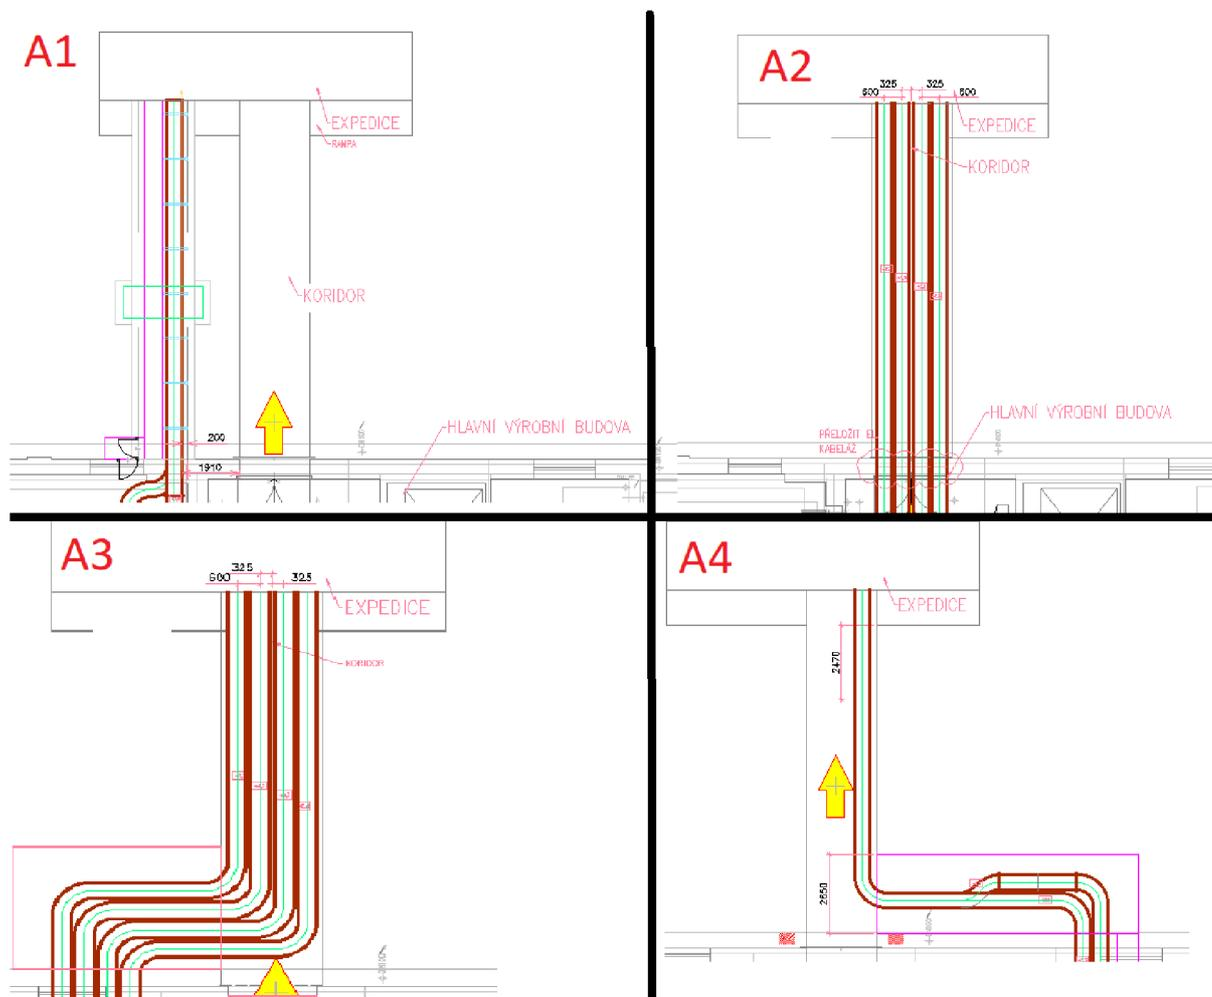 A1
EXPEDICE
RAMPA
KORIDOR
200
HLAVNÍ VÝROBNÍ BUDOVA
1910
A2
325
325
600
600
EXPEDICE
KORIDOR
HLAVNÍ VÝROBNÍ BUDOVA
PŘELOŽIT EL.
KABELÁŽ
A3
325
600
325
EXPEDICE
KORIDOR
A4
EXPEDICE
2470
2650